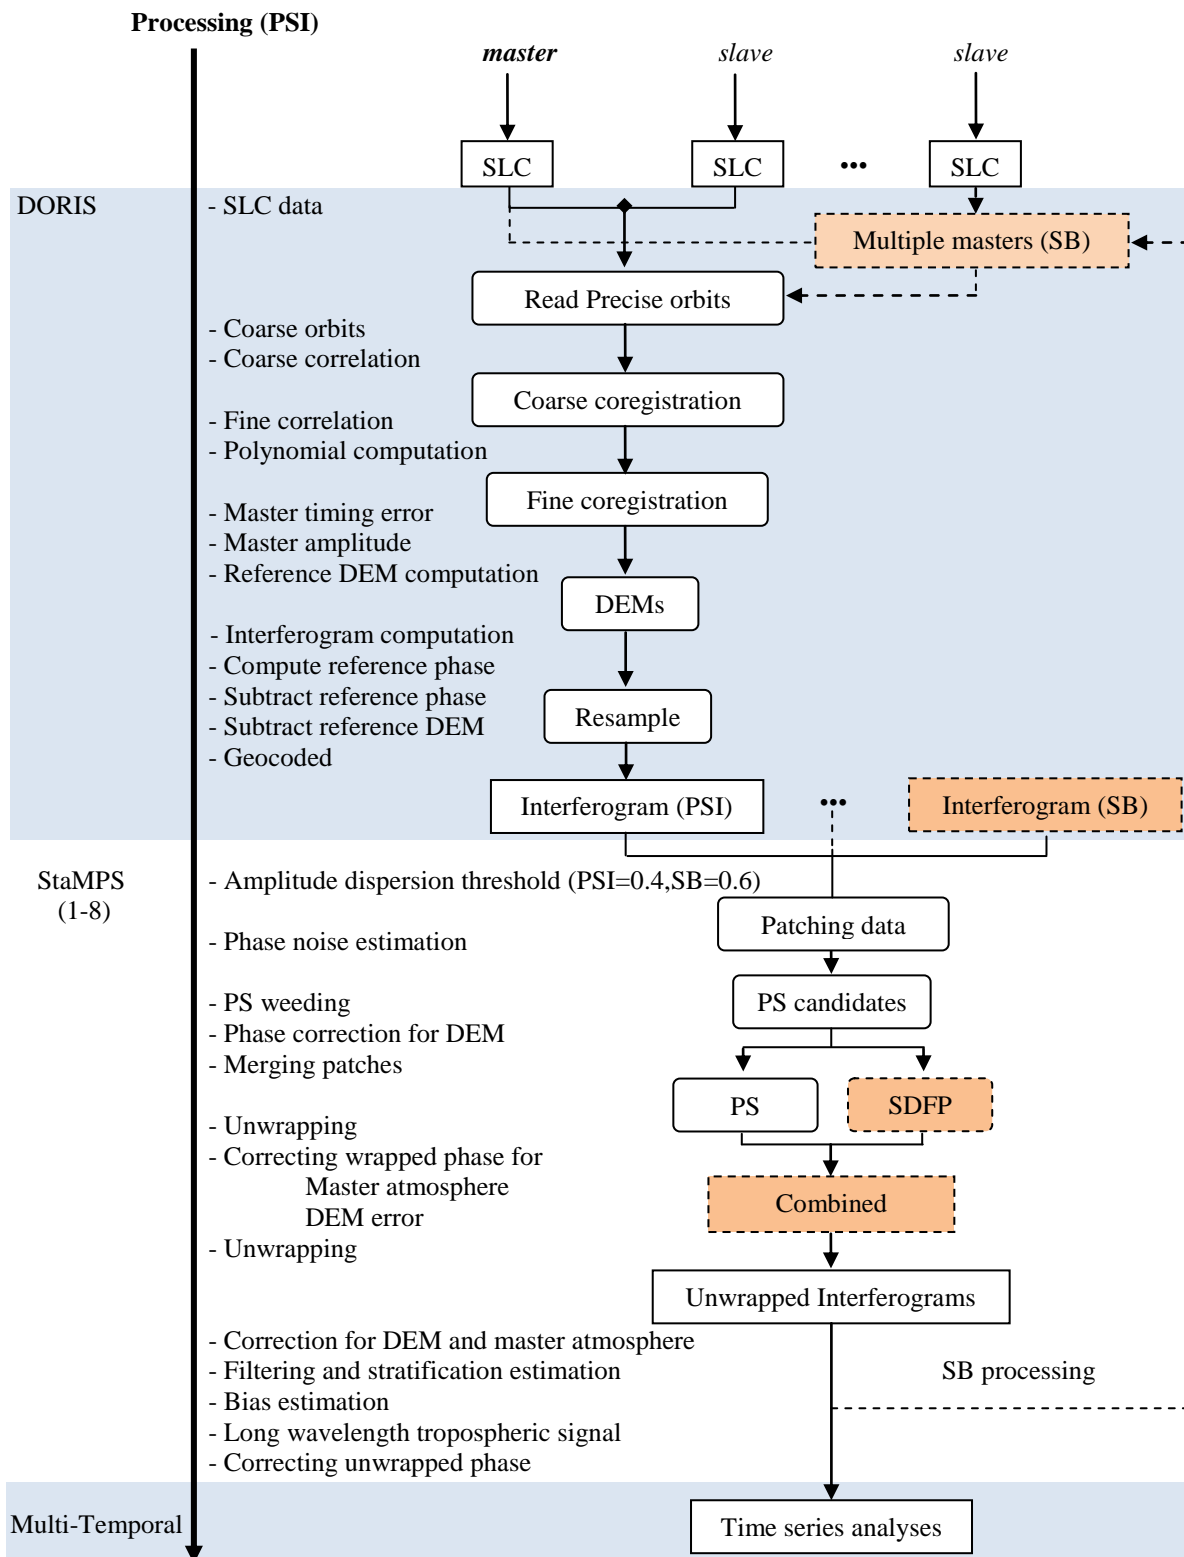 Processing (PSI)
master slave slave
SLC SLC ••• SLC
DORIS - SLC data
Multiple masters (SB)
Read Precise orbits
- Coarse orbits
- Coarse correlation
Coarse coregistration
- Fine correlation
- Polynomial computation
Fine coregistration
- Master timing error
- Master amplitude
- Reference DEM computation
DEMs
- Interferogram computation
- Compute reference phase
- Subtract reference phase
Resample
- Subtract reference DEM
- Geocoded
Interferogram (PSI) ••• Interferogram (SB)
StaMPS - Amplitude dispersion threshold (PSI=0.4,SB=0.6)
(1-8)
Patching data
- Phase noise estimation
- PS weeding
PS candidates
- Phase correction for DEM
- Merging patches
PS SDFP
- Unwrapping
- Correcting wrapped phase for
Master atmosphere
Combined
DEM error
- Unwrapping
Unwrapped Interferograms
- Correction for DEM and master atmosphere
- Filtering and stratification estimation
SB processing
- Bias estimation
- Long wavelength tropospheric signal
- Correcting unwrapped phase
Multi-Temporal Time series analyses